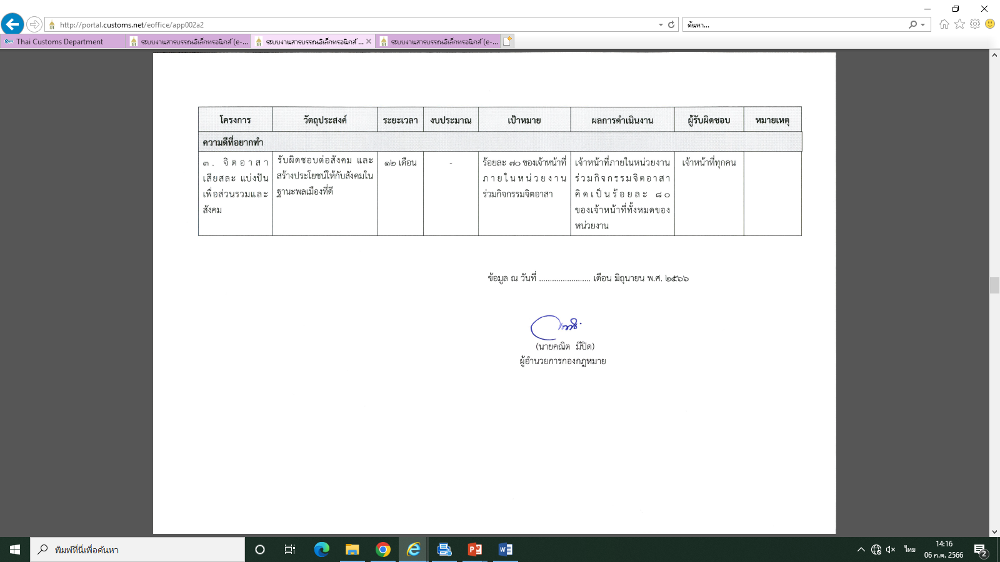 http://portal.customs.net/eoffice/app002a2
ค้นหา...
Thai Customs Department
ระบบงานสารบรรณอิเล็กทรอนิกส์ (e-...
ระบบงานสารบรรณอิเล็กทรอนิกส์ ...
ระบบงานสารบรรณอิเล็กทรอนิกส์ (e-...
โครงการ วัตถุประสงค์ ระยะเวลา งบประมาณ เป้าหมาย ผลการดำเนินงาน ผู้รับผิดชอบ หมายเหตุ
ความดีที่อยากทำ
๓. จิตอาสา
เสียสละ แบ่งปัน
เพื่อส่วนรวมและ
สังคม
รับผิดชอบต่อสังคม และ
สร้างประโยชน์ให้กับสังคมใน
ฐานะพลเมืองที่ดี
๑๒ เดือน
-
ร้อยละ ๗๐ ของเจ้าหน้าที่
ภายในหน่วยงาน
ร่วมกิจกรรมจิตอาสา
เจ้าหน้าที่ภายในหน่วยงาน
ร่วมกิจกรรมจิตอาสา
คิดเป็นร้อยละ ๘๐
ของเจ้าหน้าที่ทั้งหมดของ
หน่วยงาน
เจ้าหน้าที่ทุกคน
ข้อมูล ณ วันที่ ........................ เดือน มิถุนายน พ.ศ. ๒๕๖๖
(นายคณิต มีปิด)
ผู้อำนวยการกองกฎหมาย
พิมพ์ที่นี่เพื่อค้นหา
ไทย
14:16
06 ก.ค. 2566
2